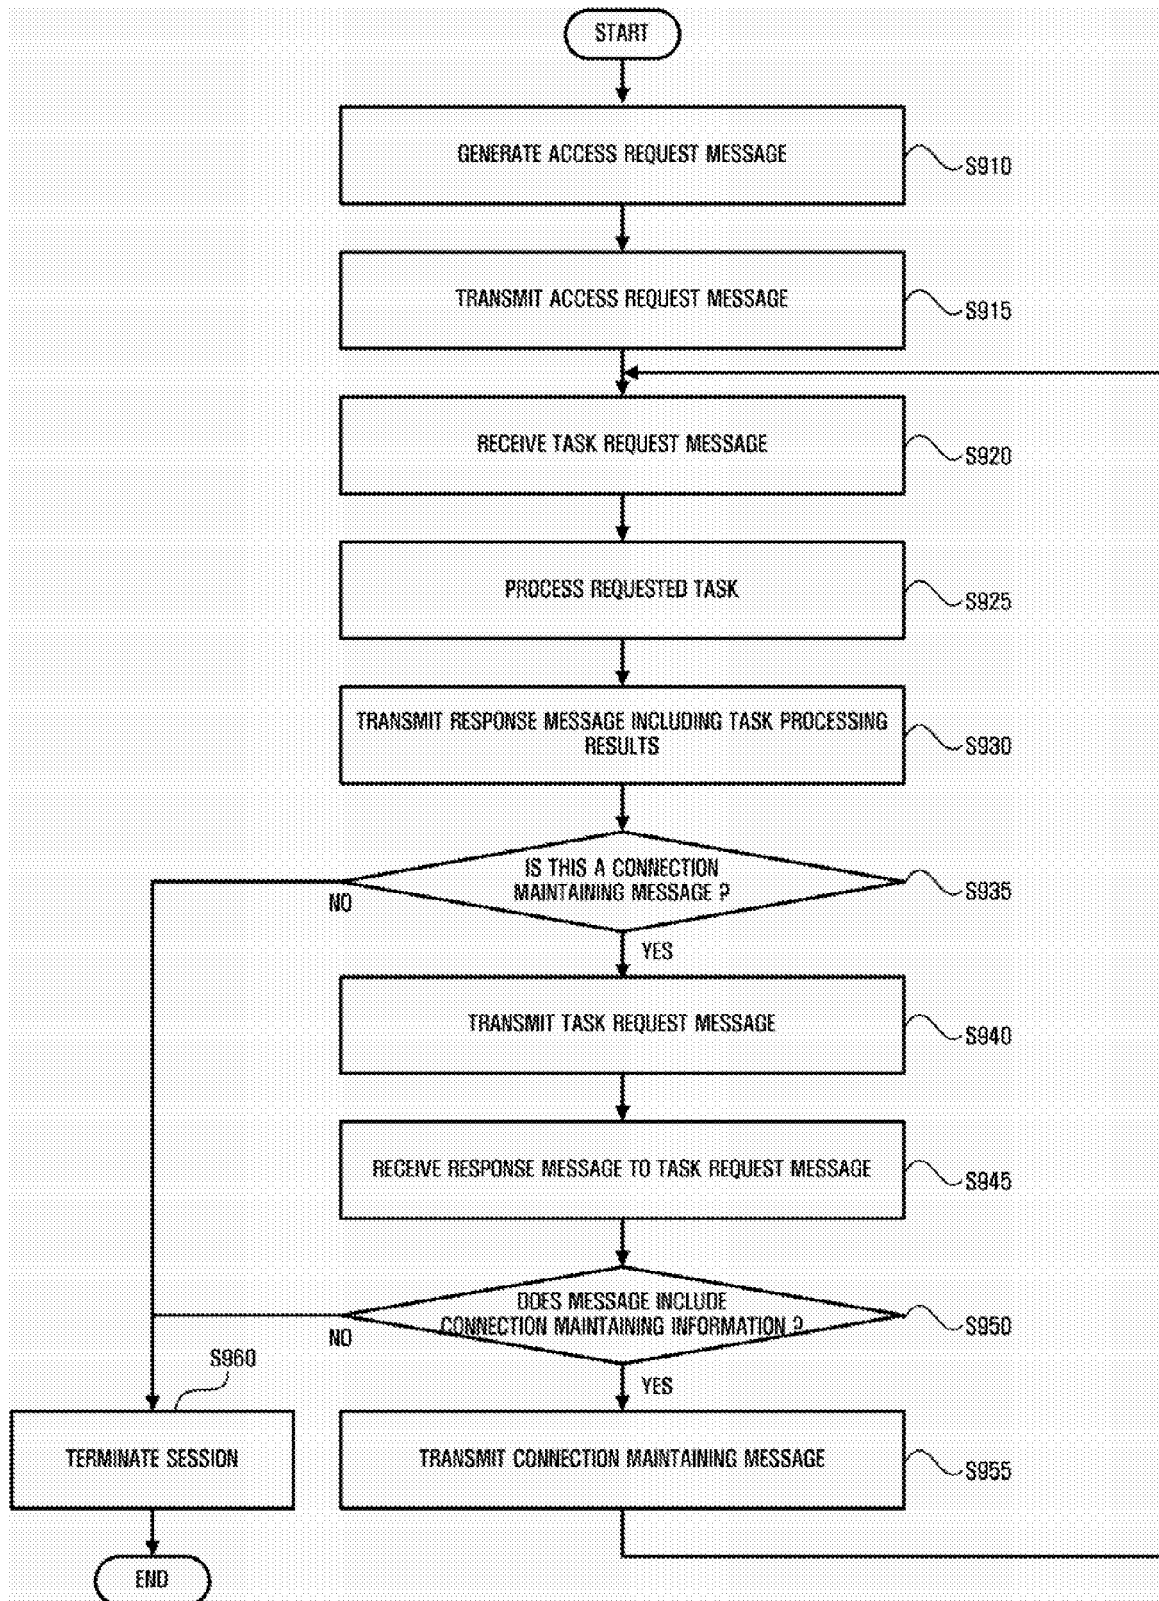 START
GENERATE ACCESS REQUEST MESSAGE
S910
TRANSMIT ACCESS REQUEST MESSAGE
S915
RECEIVE TASK REQUEST MESSAGE
S920
PROCESS REQUESTED TASK
S925
TRANSMIT RESPONSE MESSAGE INCLUDING TASK PROCESSING
RESULTS
S930
IS THIS A CONNECTION
MAINTAINING MESSAGE ?
S935
NO
YES
TRANSMIT TASK REQUEST MESSAGE
S940
RECEIVE RESPONSE MESSAGE TO TASK REQUEST MESSAGE
S945
DOES MESSAGE INCLUDE
CONNECTION MAINTAINING INFORMATION ?
S950
NO
YES
S960
TERMINATE SESSION
TRANSMIT CONNECTION MAINTAINING MESSAGE
S955
END